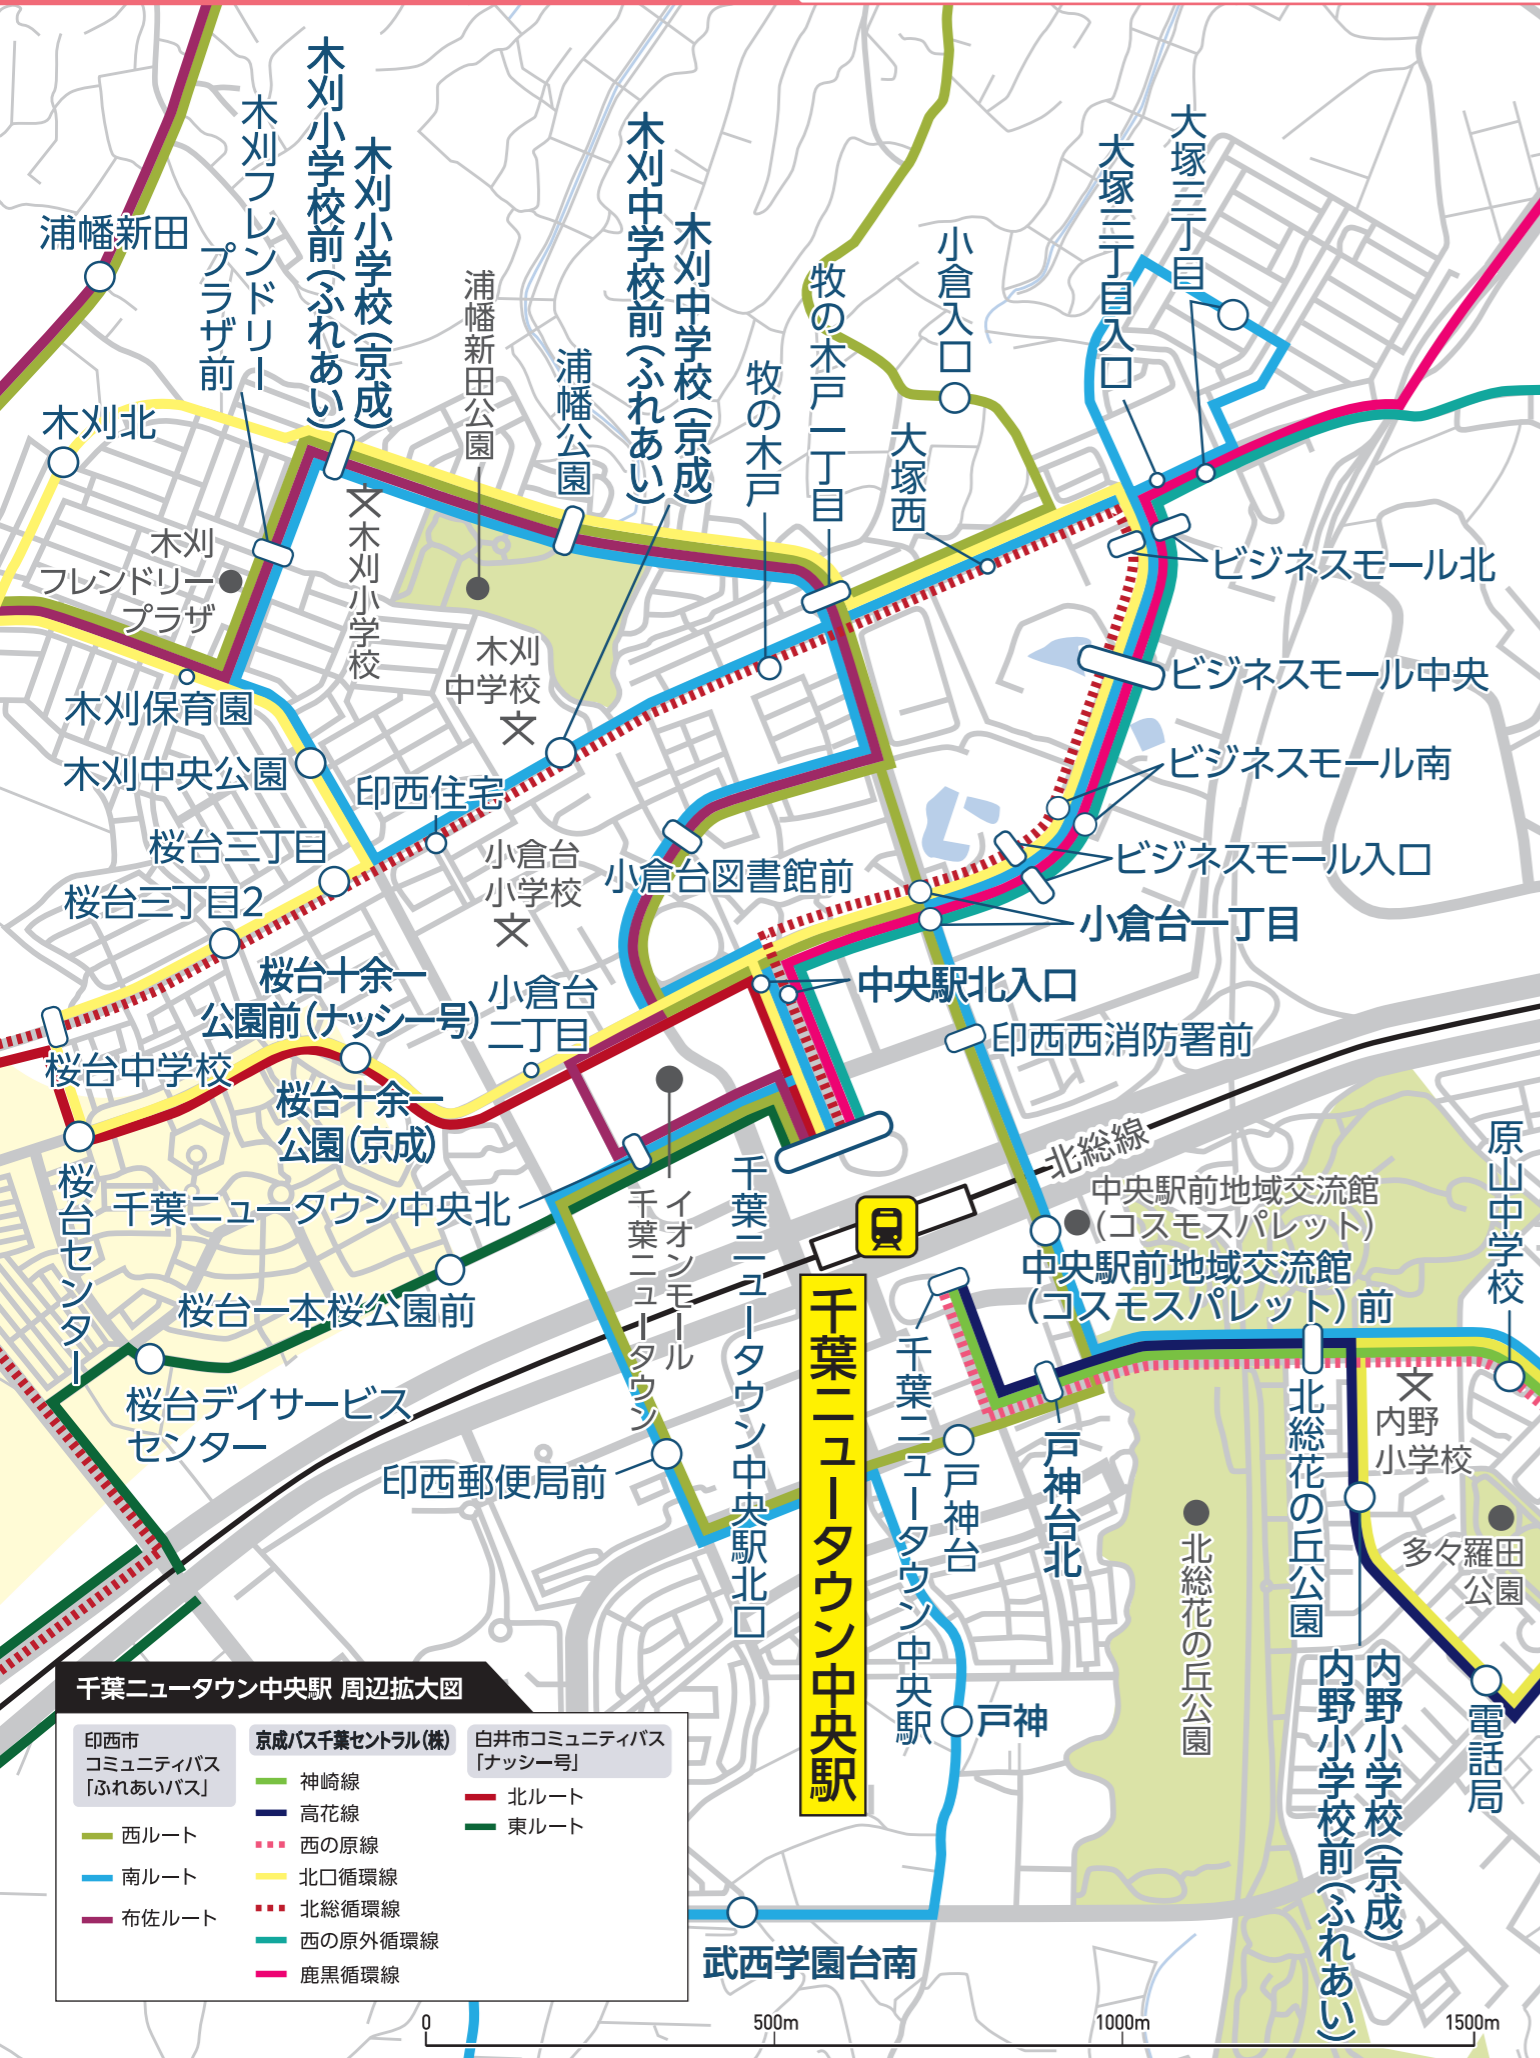 浦幡新田
木刈フレンドリー
プラザ前
木刈小学校前(ふれあい)
木刈小学校(京成)
浦幡新田公園
浦幡公園
木刈中学校前(ふれあい)
木刈中学校(京成)
牧の木戸
牧の木戸一丁目
小倉入口
大塚西
大塚三丁目入口
大塚三丁目
木刈北
木刈
フレンドリー
プラザ
木刈小学校
木刈
中学校
ビジネスモール北
ビジネスモール中央
ビジネスモール南
ビジネスモール入口
木刈保育園
木刈中央公園
印西住宅
桜台三丁目
桜台三丁目2
小倉台
小学校
小倉台図書館前
小倉台一丁目
桜台十余一
公園前(ナッシー号)
小倉台
二丁目
中央駅北入口
印西西消防署前
桜台中学校
桜台十余一
公園(京成)
桜台センター
千葉ニュータウン中央北
イオンモール
千葉ニュータウン
千葉ニュータウン中央駅北口
北総線
中央駅前地域交流館
(コスモスパレット)
中央駅前地域交流館
(コスモスパレット)前
原山中学校
桜台一本桜公園前
桜台デイサービス
センター
印西郵便局前
千葉ニュータウン中央駅
千葉ニュータウン中央駅
戸神台
戸神台北
北総花の丘公園
北総花の丘公園
内野
小学校
多々羅田
公園
内野小学校(京成)
内野小学校前(ふれあい)
電話局
戸神
武西学園台南
千葉ニュータウン中央駅 周辺拡大図
印西市
コミュニティバス
「ふれあいバス」
西ルート
南ルート
布佐ルート
京成バス千葉セントラル(株)
神崎線
高花線
西の原線
北口循環線
北総循環線
西の原外循環線
鹿黒循環線
白井市コミュニティバス
「ナッシー号」
北ルート
東ルート
0
500m
1000m
1500m